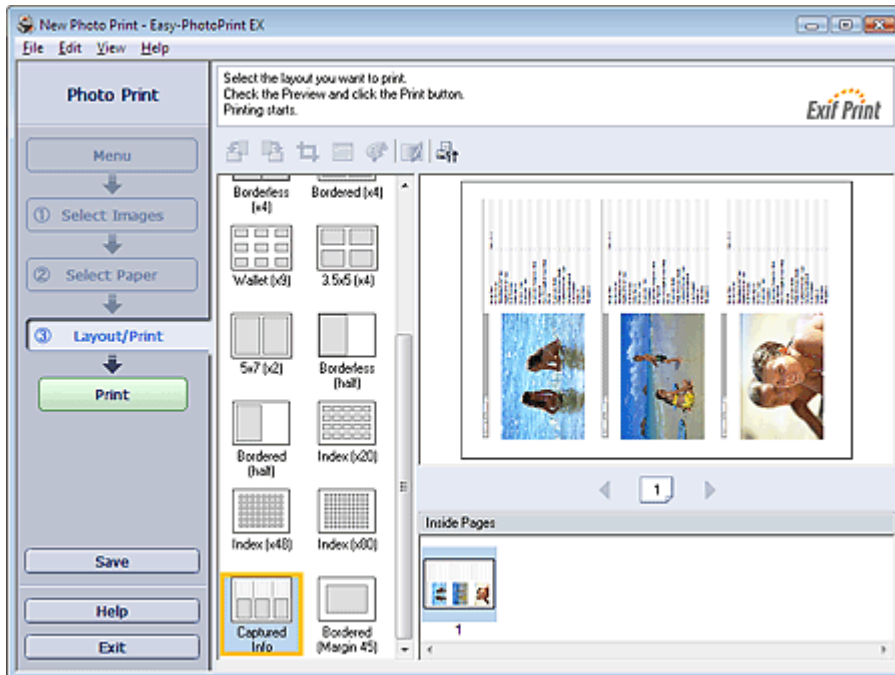 New Photo Print - Easy-PhotoPrint EX
File Edit View Help
Photo Print
Select the layout you want to print.
Check the Preview and click the Print button.
Printing starts.
Exif Print
Menu
① Select Images
② Select Paper
③ Layout/Print
Print
Save
Help
Exit
Borderless
(x4)
Bordered (x4)
Wallet (x9)
3.5x5 (x4)
5x7 (x2)
Borderless
(half)
Bordered
(half)
Index (x20)
Index (x48)
Index (x80)
Captured
Info
Bordered
(Margin 45)
1
Inside Pages
1